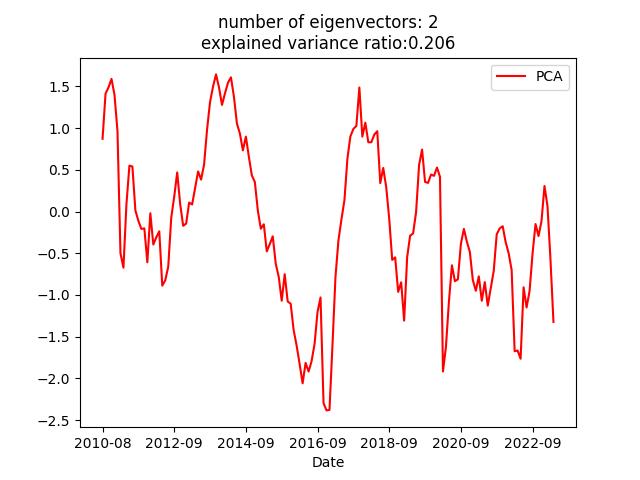 number of eigenvectors: 2
explained variance ratio:0.206
PCA
1.5
1.0
0.5
0.0
−0.5
−1.0
−1.5
−2.0
−2.5
2010-08 2012-09 2014-09 2016-09 2018-09 2020-09 2022-09
Date